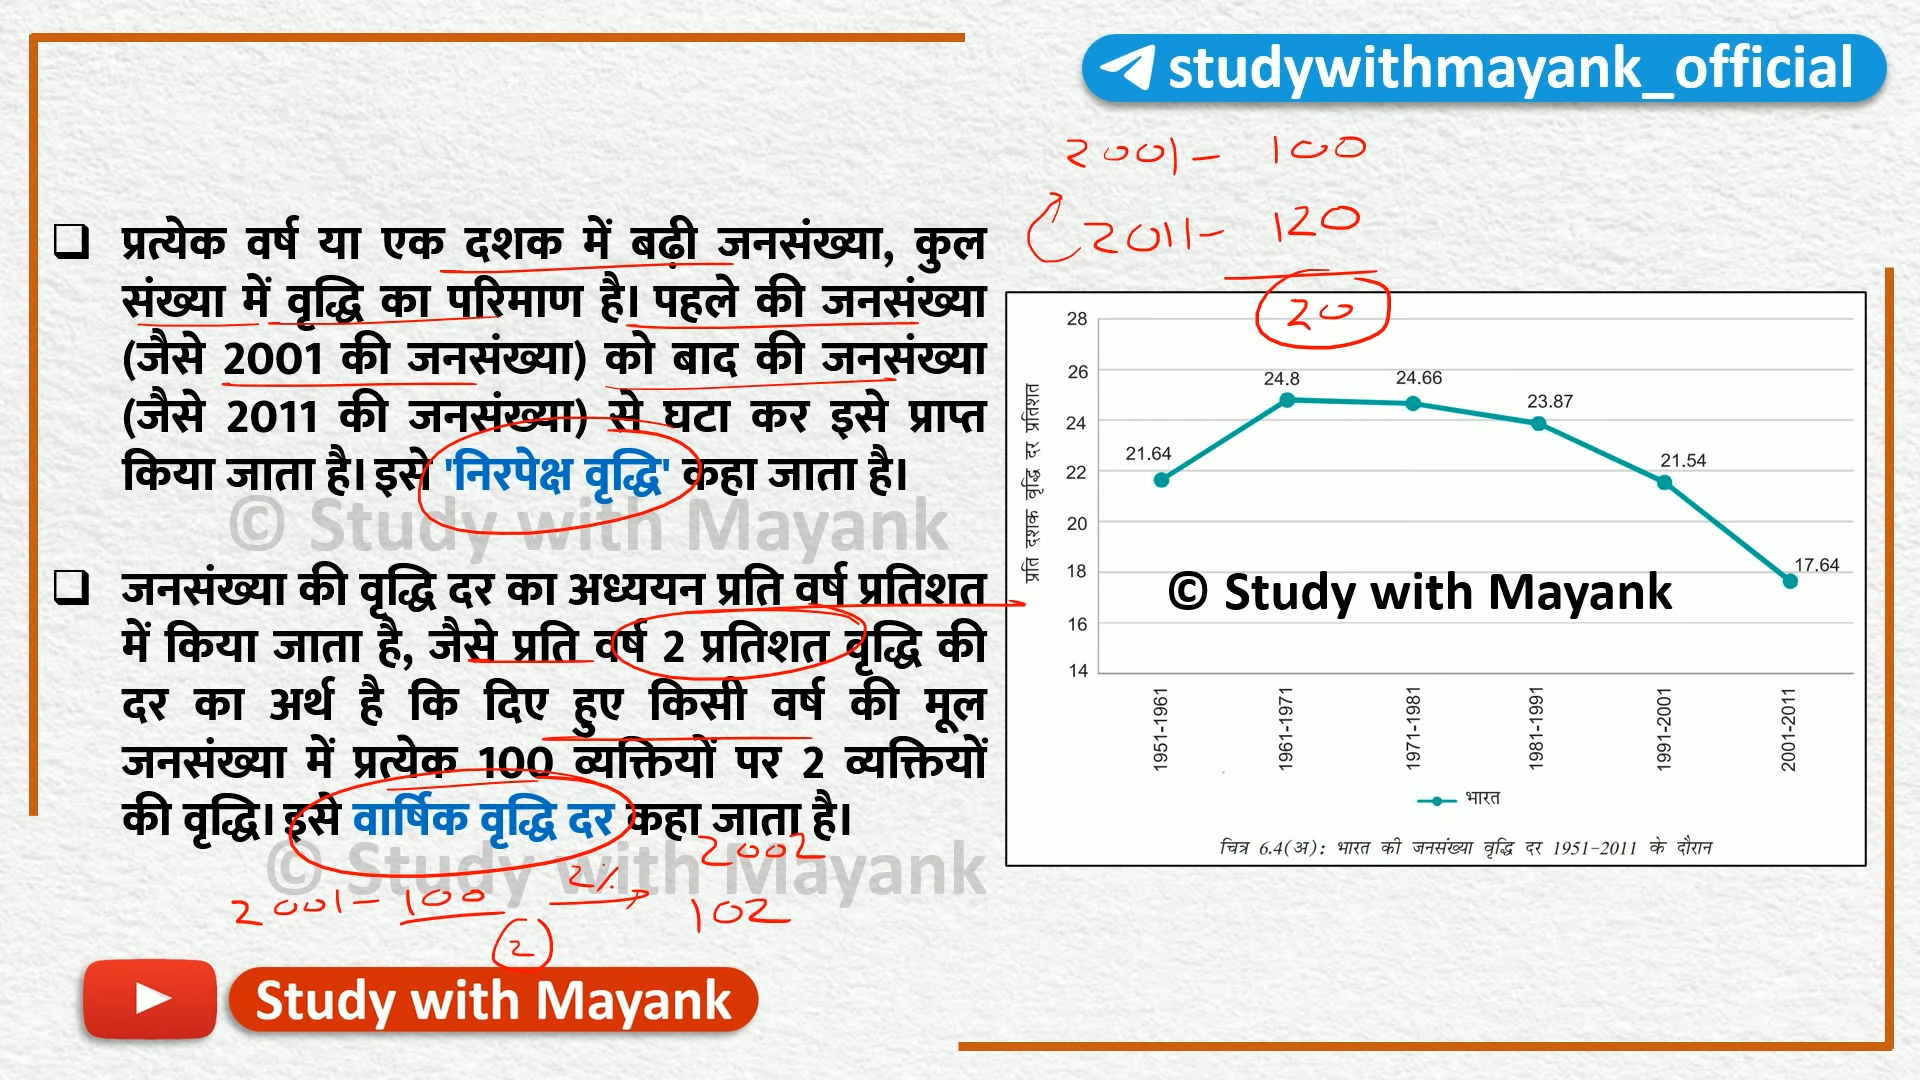 studywithmayank_official
2001 - 100
2011 - 120
20
❑ प्रत्येक वर्ष या एक दशक में बढ़ी जनसंख्या, कुल
संख्या में वृद्धि का परिमाण है। पहले की जनसंख्या
(जैसे 2001 की जनसंख्या) को बाद की जनसंख्या
(जैसे 2011 की जनसंख्या) से घटा कर इसे प्राप्त
किया जाता है। इसे 'निरपेक्ष वृद्धि' कहा जाता है।
© Study with Mayank
❑ जनसंख्या की वृद्धि दर का अध्ययन प्रति वर्ष प्रतिशत
में किया जाता है, जैसे प्रति वर्ष 2 प्रतिशत वृद्धि की
दर का अर्थ है कि दिए हुए किसी वर्ष की मूल
जनसंख्या में प्रत्येक 100 व्यक्तियों पर 2 व्यक्तियों
की वृद्धि। इसे वार्षिक वृद्धि दर कहा जाता है।
© Study with Mayank
2002
2001 - 100 2% 102
2
Study with Mayank
प्रति दशक वृद्धि दर प्रतिशत
28
26
24
22
20
18
16
14
21.64
24.8
24.66
23.87
21.54
17.64
© Study with Mayank
1951-1961
1961-1971
1971-1981
1981-1991
1991-2001
2001-2011
भारत
चित्र 6.4(अ): भारत की जनसंख्या वृद्धि दर 1951-2011 के दौरान